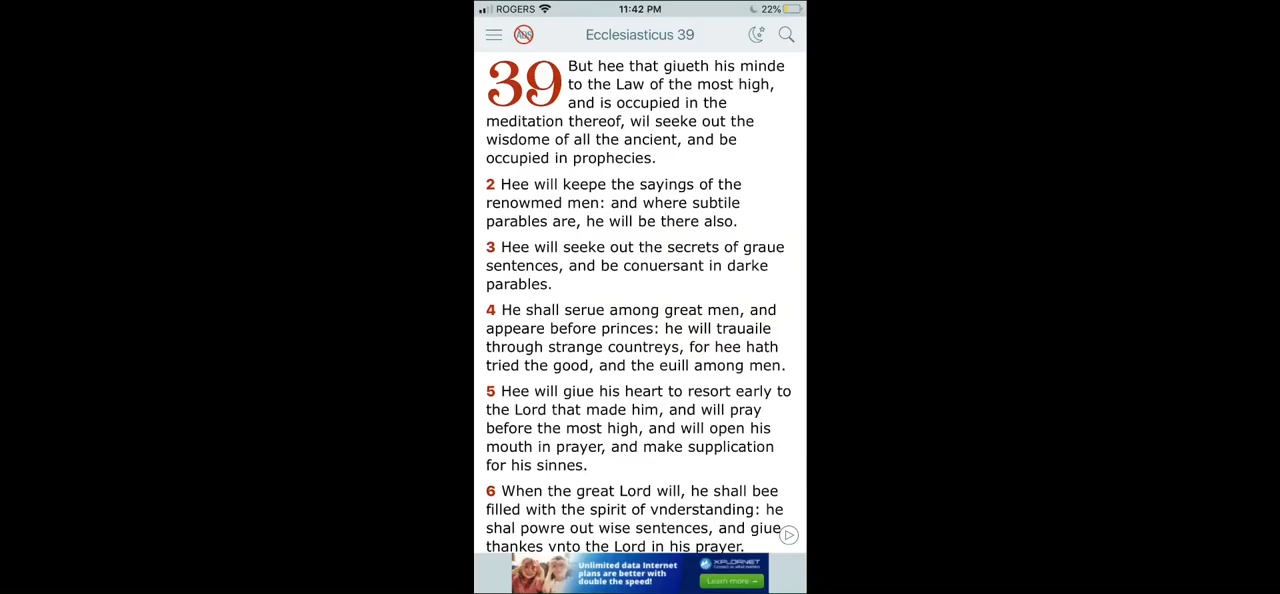 ROGERS 11:42 PM 22%
ADS Ecclesiasticus 39
39 But hee that giueth his minde
to the Law of the most high,
and is occupied in the
meditation thereof, wil seeke out the
wisdome of all the ancient, and be
occupied in prophecies.
2 Hee will keepe the sayings of the
renowmed men: and where subtile
parables are, he will be there also.
3 Hee will seeke out the secrets of graue
sentences, and be conuersant in darke
parables.
4 He shall serue among great men, and
appeare before princes: he will trauaile
through strange countreys, for hee hath
tried the good, and the euill among men.
5 Hee will giue his heart to resort early to
the Lord that made him, and will pray
before the most high, and will open his
mouth in prayer, and make supplication
for his sinnes.
6 When the great Lord will, he shall bee
filled with the spirit of vnderstanding: he
shal powre out wise sentences, and giue
thankes vnto the Lord in his prayer.
Unlimited data Internet
plans are better with
double the speed!
XPLORNET
Connect to what matters
Learn more